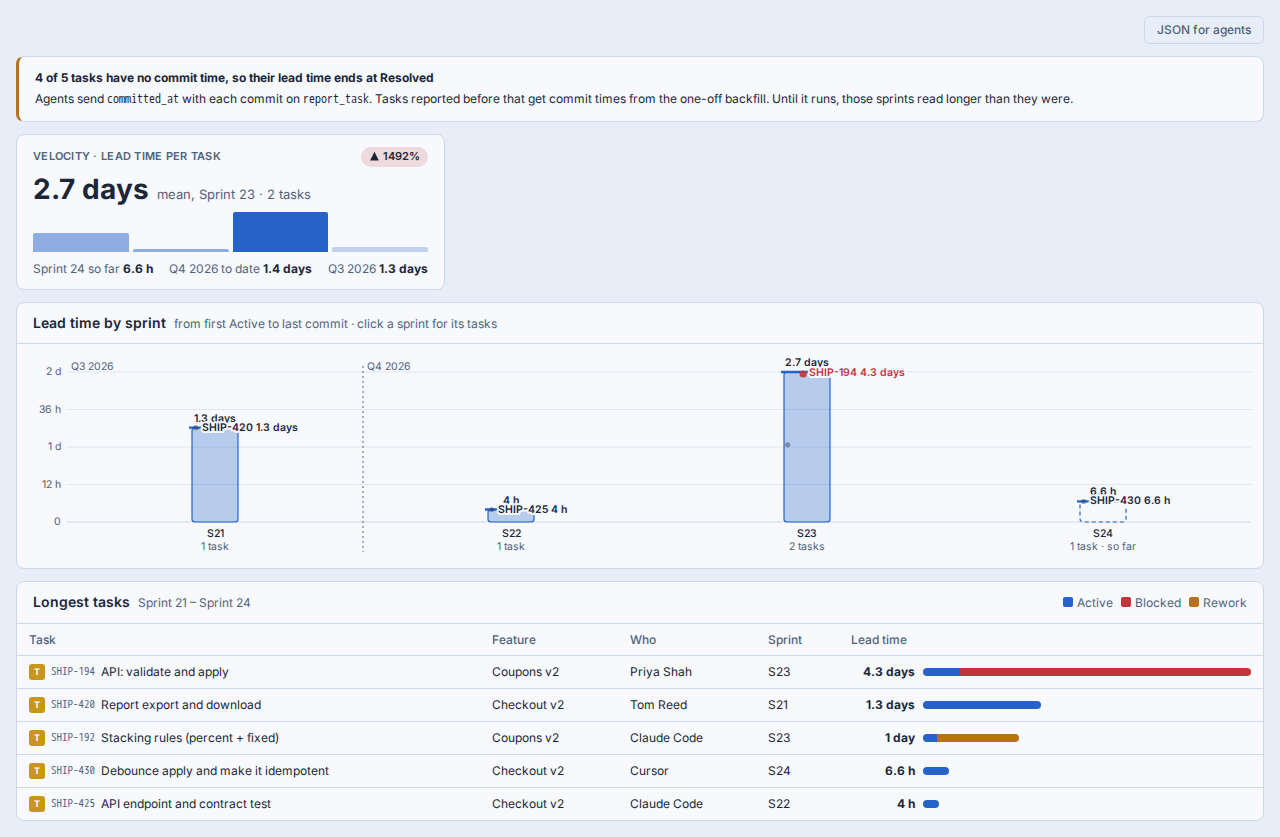 JSON for agents
4 of 5 tasks have no commit time, so their lead time ends at Resolved
Agents send committed_at with each commit on report_task. Tasks reported before that get commit times from the one-off backfill. Until it runs, those sprints read longer than they were.
VELOCITY · LEAD TIME PER TASK
▲ 1492%
2.7 days mean, Sprint 23 · 2 tasks
Sprint 24 so far 6.6 h Q4 2026 to date 1.4 days Q3 2026 1.3 days
Lead time by sprint from first Active to last commit · click a sprint for its tasks
Q3 2026
Q4 2026
2 d
36 h
1 d
12 h
0
1.3 days
SHIP-420 1.3 days
4 h
SHIP-425 4 h
2.7 days
SHIP-194 4.3 days
6.6 h
SHIP-430 6.6 h
S21
1 task
S22
1 task
S23
2 tasks
S24
1 task · so far
Longest tasks Sprint 21 – Sprint 24
Active Blocked Rework
Task Feature Who Sprint Lead time
T SHIP-194 API: validate and apply Coupons v2 Priya Shah S23 4.3 days
T SHIP-420 Report export and download Checkout v2 Tom Reed S21 1.3 days
T SHIP-192 Stacking rules (percent + fixed) Coupons v2 Claude Code S23 1 day
T SHIP-430 Debounce apply and make it idempotent Checkout v2 Cursor S24 6.6 h
T SHIP-425 API endpoint and contract test Checkout v2 Claude Code S22 4 h